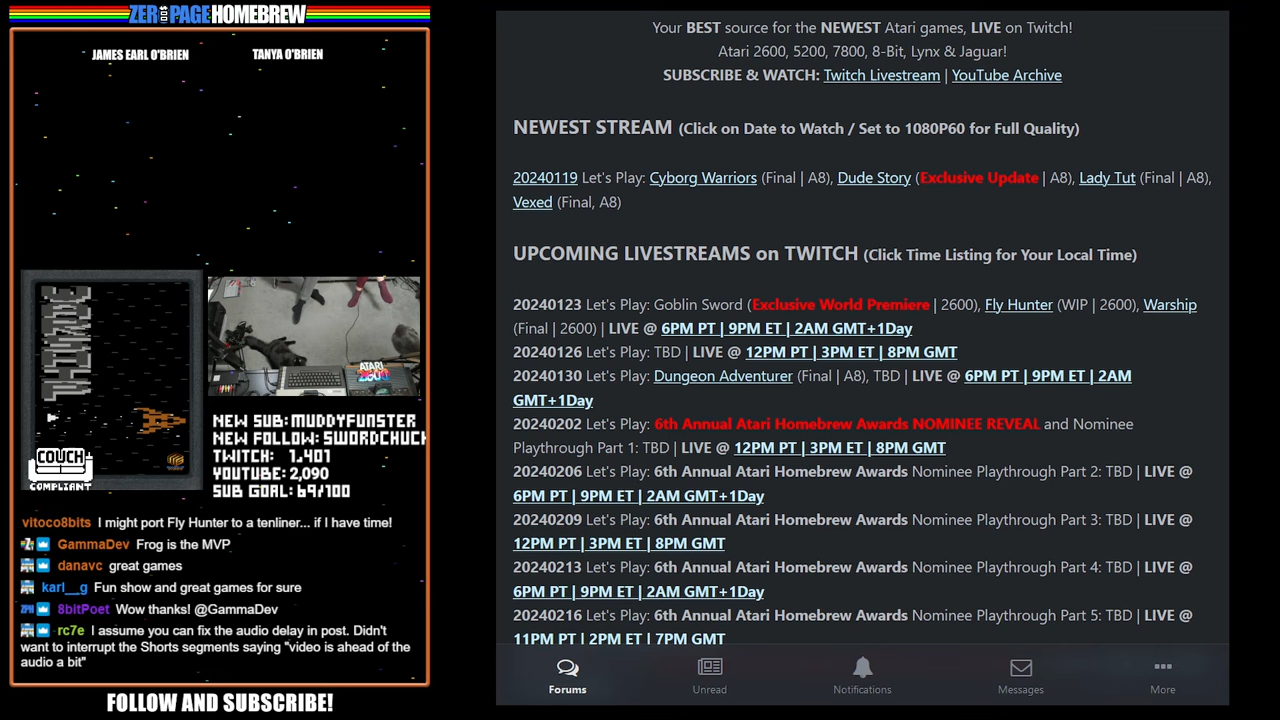 ZEROPAGE HOMEBREW
JAMES EARL O'BRIEN
TANYA O'BRIEN
ATARI
2600
COUCH
COMPLIANT
NEW SUB: MUDDYFUNSTER
NEW FOLLOW: SWORDCHUCK
TWITCH: 1,401
YOUTUBE: 2,090
SUB GOAL: 69/100
vitoco8bits I might port Fly Hunter to a tenliner... if I have time!
GammaDev Frog is the MVP
danavc great games
karl__g Fun show and great games for sure
ZPH 8bitPoet Wow thanks! @GammaDev
rc7e I assume you can fix the audio delay in post. Didn't
want to interrupt the Shorts segments saying "video is ahead of the
audio a bit"
FOLLOW AND SUBSCRIBE!
Your BEST source for the NEWEST Atari games, LIVE on Twitch!
Atari 2600, 5200, 7800, 8-Bit, Lynx & Jaguar!
SUBSCRIBE & WATCH: Twitch Livestream | YouTube Archive
NEWEST STREAM (Click on Date to Watch / Set to 1080P60 for Full Quality)
20240119 Let's Play: Cyborg Warriors (Final | A8), Dude Story (Exclusive Update | A8), Lady Tut (Final | A8),
Vexed (Final, A8)
UPCOMING LIVESTREAMS on TWITCH (Click Time Listing for Your Local Time)
20240123 Let's Play: Goblin Sword (Exclusive World Premiere | 2600), Fly Hunter (WIP | 2600), Warship
(Final | 2600) | LIVE @ 6PM PT | 9PM ET | 2AM GMT+1Day
20240126 Let's Play: TBD | LIVE @ 12PM PT | 3PM ET | 8PM GMT
20240130 Let's Play: Dungeon Adventurer (Final | A8), TBD | LIVE @ 6PM PT | 9PM ET | 2AM
GMT+1Day
20240202 Let's Play: 6th Annual Atari Homebrew Awards NOMINEE REVEAL and Nominee
Playthrough Part 1: TBD | LIVE @ 12PM PT | 3PM ET | 8PM GMT
20240206 Let's Play: 6th Annual Atari Homebrew Awards Nominee Playthrough Part 2: TBD | LIVE @
6PM PT | 9PM ET | 2AM GMT+1Day
20240209 Let's Play: 6th Annual Atari Homebrew Awards Nominee Playthrough Part 3: TBD | LIVE @
12PM PT | 3PM ET | 8PM GMT
20240213 Let's Play: 6th Annual Atari Homebrew Awards Nominee Playthrough Part 4: TBD | LIVE @
6PM PT | 9PM ET | 2AM GMT+1Day
20240216 Let's Play: 6th Annual Atari Homebrew Awards Nominee Playthrough Part 5: TBD | LIVE @
11PM PT | 2PM ET | 7PM GMT
Forums
Unread
Notifications
Messages
More